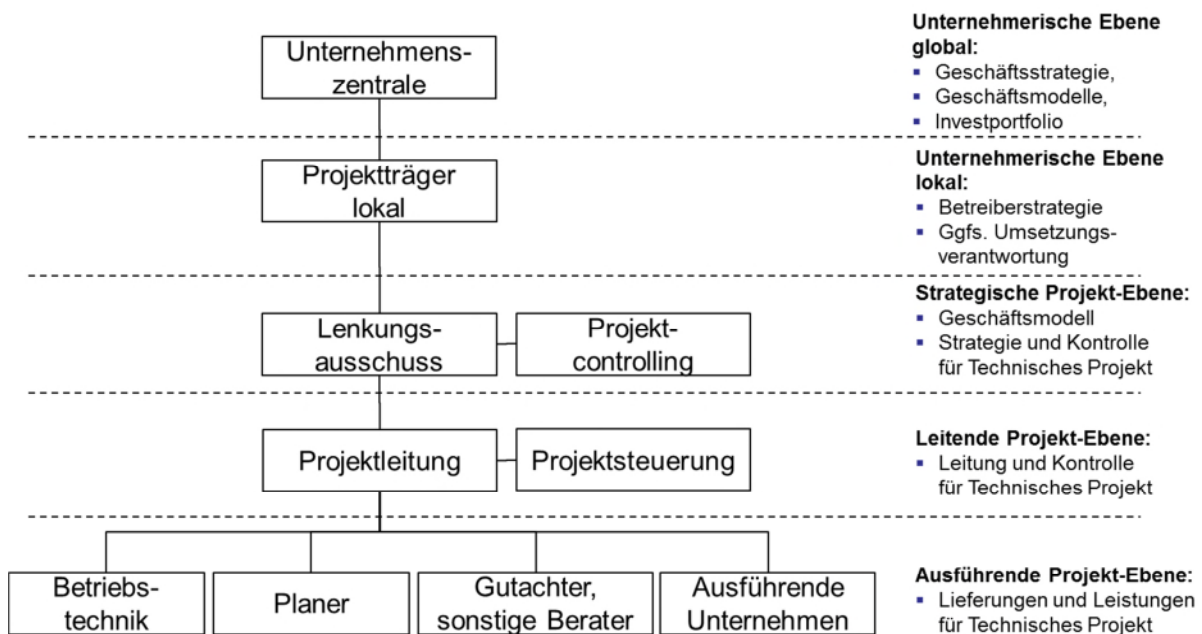 Unternehmens-
zentrale
Unternehmerische Ebene
global:
▪ Geschäftsstrategie,
▪ Geschäftsmodelle,
▪ Investportfolio
Projektträger
lokal
Unternehmerische Ebene
lokal:
▪ Betreiberstrategie
▪ Ggfs. Umsetzungs-
verantwortung
Lenkungs-
ausschuss
Projekt-
controlling
Strategische Projekt-Ebene:
▪ Geschäftsmodell
▪ Strategie und Kontrolle
für Technisches Projekt
Projektleitung
Projektsteuerung
Leitende Projekt-Ebene:
▪ Leitung und Kontrolle
für Technisches Projekt
Betriebs-
technik
Planer
Gutachter,
sonstige Berater
Ausführende
Unternehmen
Ausführende Projekt-Ebene:
▪ Lieferungen und Leistungen
für Technisches Projekt